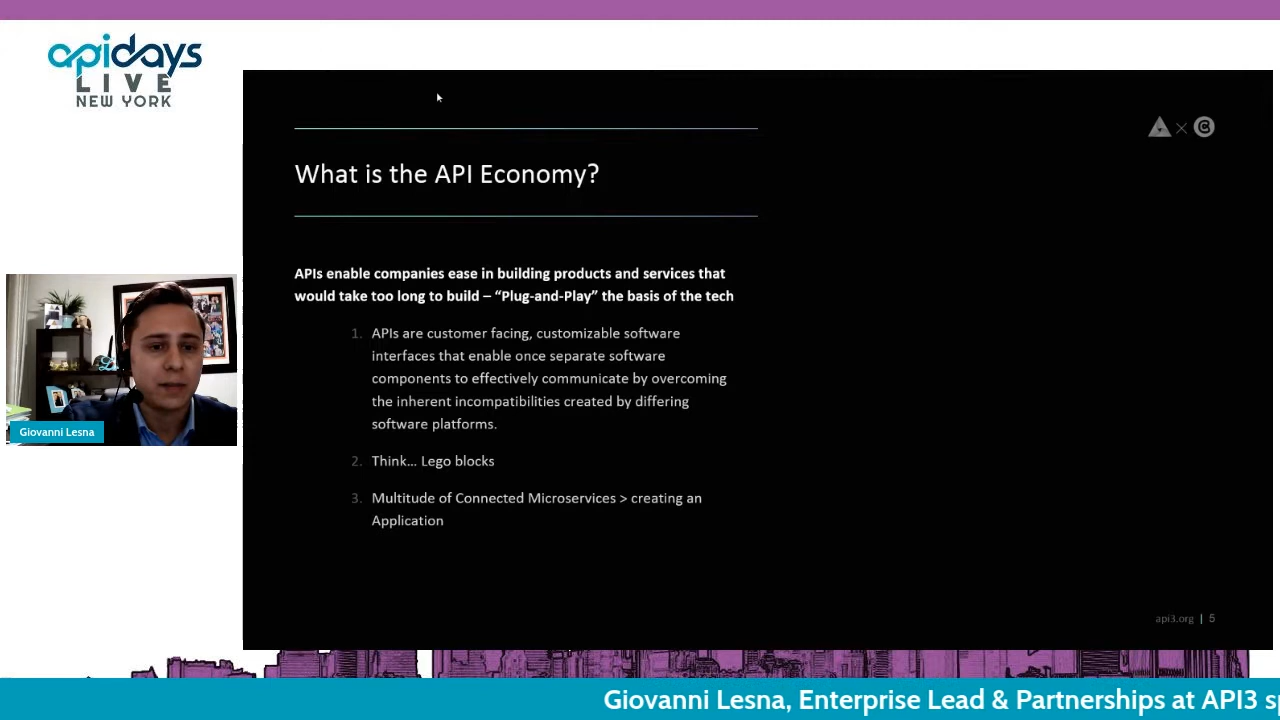 apidays
LIVE
NEW YORK
What is the API Economy?
APIs enable companies ease in building products and services that
would take too long to build – “Plug-and-Play” the basis of the tech
1. APIs are customer facing, customizable software
interfaces that enable once separate software
components to effectively communicate by overcoming
the inherent incompatibilities created by differing
software platforms.
2. Think... Lego blocks
3. Multitude of Connected Microservices > creating an
Application
Giovanni Lesna
api3.org | 5
Giovanni Lesna, Enterprise Lead & Partnerships at API3 sp